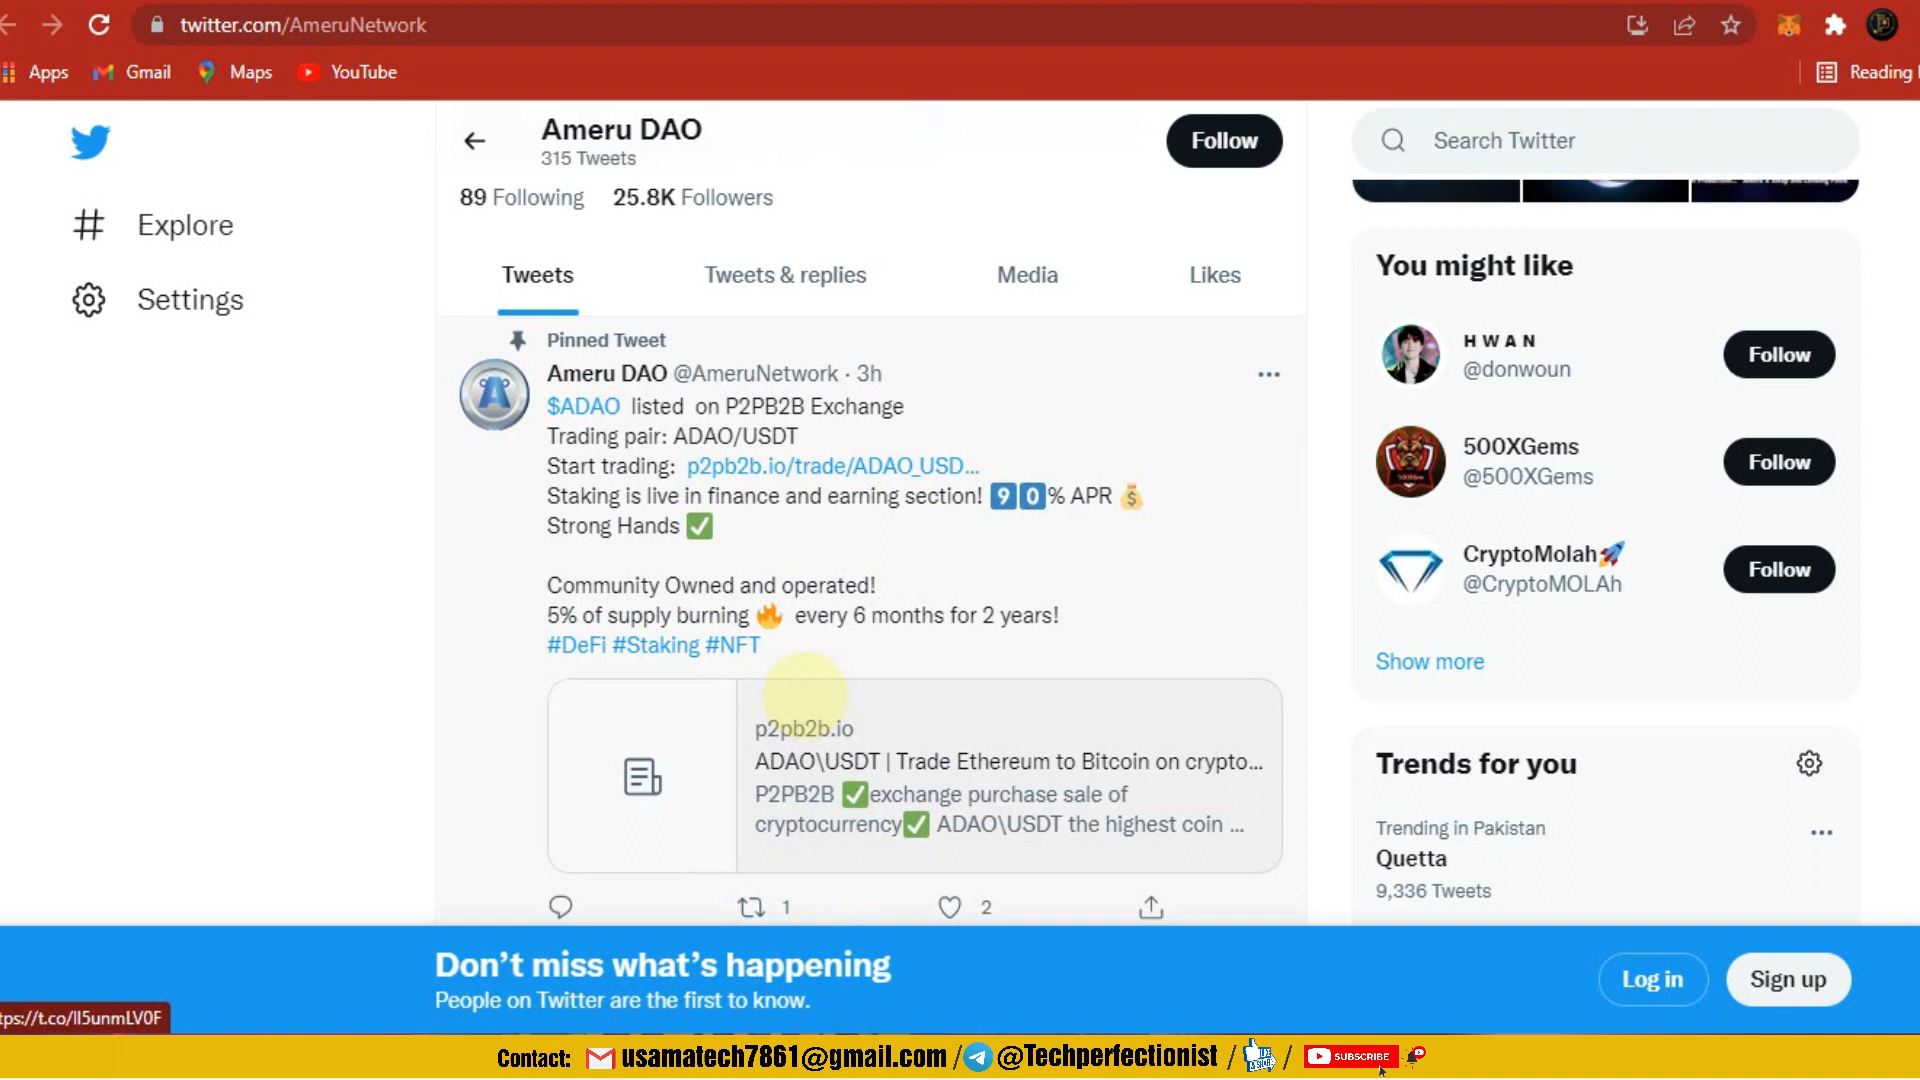 twitter.com/AmeruNetwork
Apps
Gmail
Maps
YouTube
Reading
Ameru DAO
315 Tweets
Follow
Search Twitter
89 Following 25.8K Followers
Explore
Settings
Tweets
Tweets & replies
Media
Likes
Pinned Tweet
Ameru DAO @AmeruNetwork · 3h
$ADAO listed on P2PB2B Exchange
Trading pair: ADAO/USDT
Start trading: p2pb2b.io/trade/ADAO_USD...
Staking is live in finance and earning section! 9️⃣0️⃣% APR 💰
Strong Hands ✅
Community Owned and operated!
5% of supply burning 🔥 every 6 months for 2 years!
#DeFi #Staking #NFT
p2pb2b.io
ADAO\USDT | Trade Ethereum to Bitcoin on crypto...
P2PB2B ✅exchange purchase sale of
cryptocurrency✅ ADAO\USDT the highest coin ...
1
2
You might like
H W A N
@donwoun
Follow
500XGems
@500XGems
Follow
CryptoMolah🚀
@CryptoMOLAh
Follow
Show more
Trends for you
Trending in Pakistan
Quetta
9,336 Tweets
Don't miss what's happening
People on Twitter are the first to know.
Log in
Sign up
Contact: usamatech7861@gmail.com / @Techperfectionist / / SUBSCRIBE